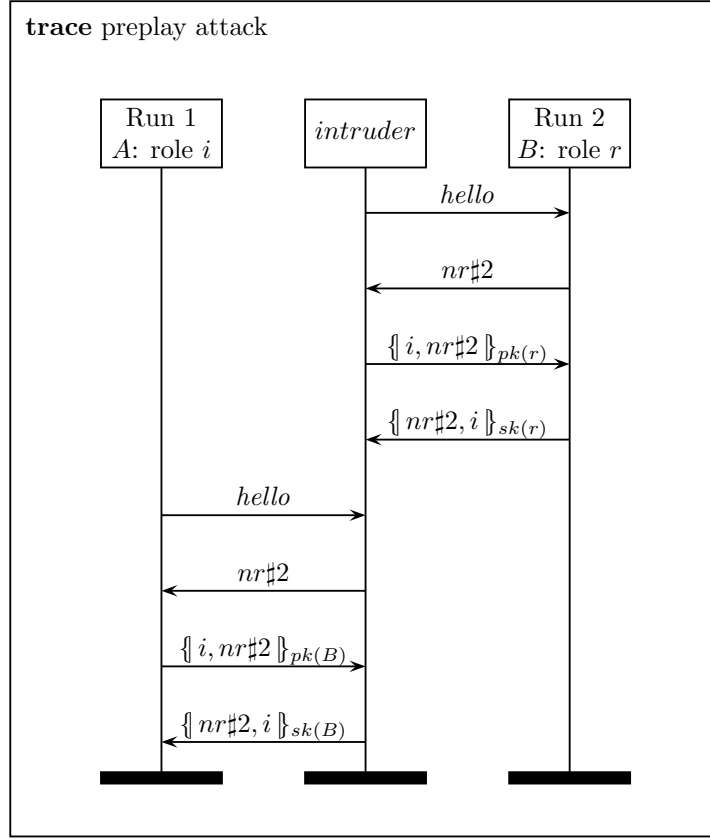 trace preplay attack
Run 1
A: role i
intruder
Run 2
B: role r
hello
nr♯2
⦃ i, nr♯2 ⦄pk(r)
⦃ nr♯2, i ⦄sk(r)
hello
nr♯2
⦃ i, nr♯2 ⦄pk(B)
⦃ nr♯2, i ⦄sk(B)